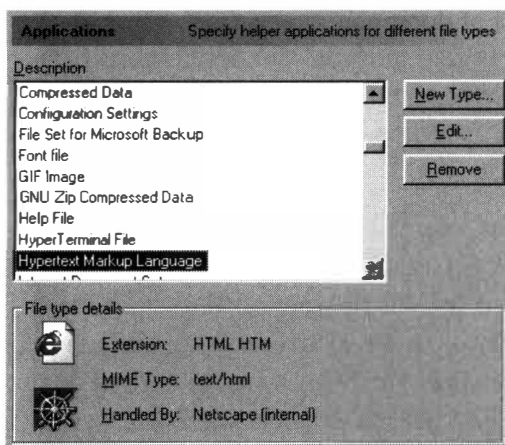 Applications Specify helper applications for different file types
Description
Compressed Data
Configuration Settings
File Set for Microsoft Backup
Font file
GIF Image
GNU Zip Compressed Data
Help File
HyperTerminal File
Hypertext Markup Language
New Type...
Edit...
Remove
File type details
Extension: HTML HTM
MIME Type: text/html
Handled By: Netscape (internal)